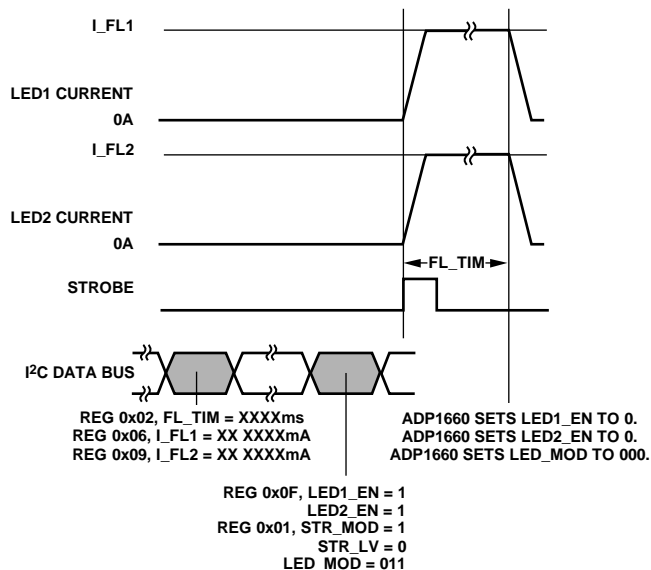 I_FL1
LED1 CURRENT
0A
I_FL2
LED2 CURRENT
0A
FL_TIM
STROBE
I²C DATA BUS
REG 0x02, FL_TIM = XXXXms
REG 0x06, I_FL1 = XX XXXXmA
REG 0x09, I_FL2 = XX XXXXmA
ADP1660 SETS LED1_EN TO 0.
ADP1660 SETS LED2_EN TO 0.
ADP1660 SETS LED_MOD TO 000.
REG 0x0F, LED1_EN = 1
LED2_EN = 1
REG 0x01, STR_MOD = 1
STR_LV = 0
LED_MOD = 011